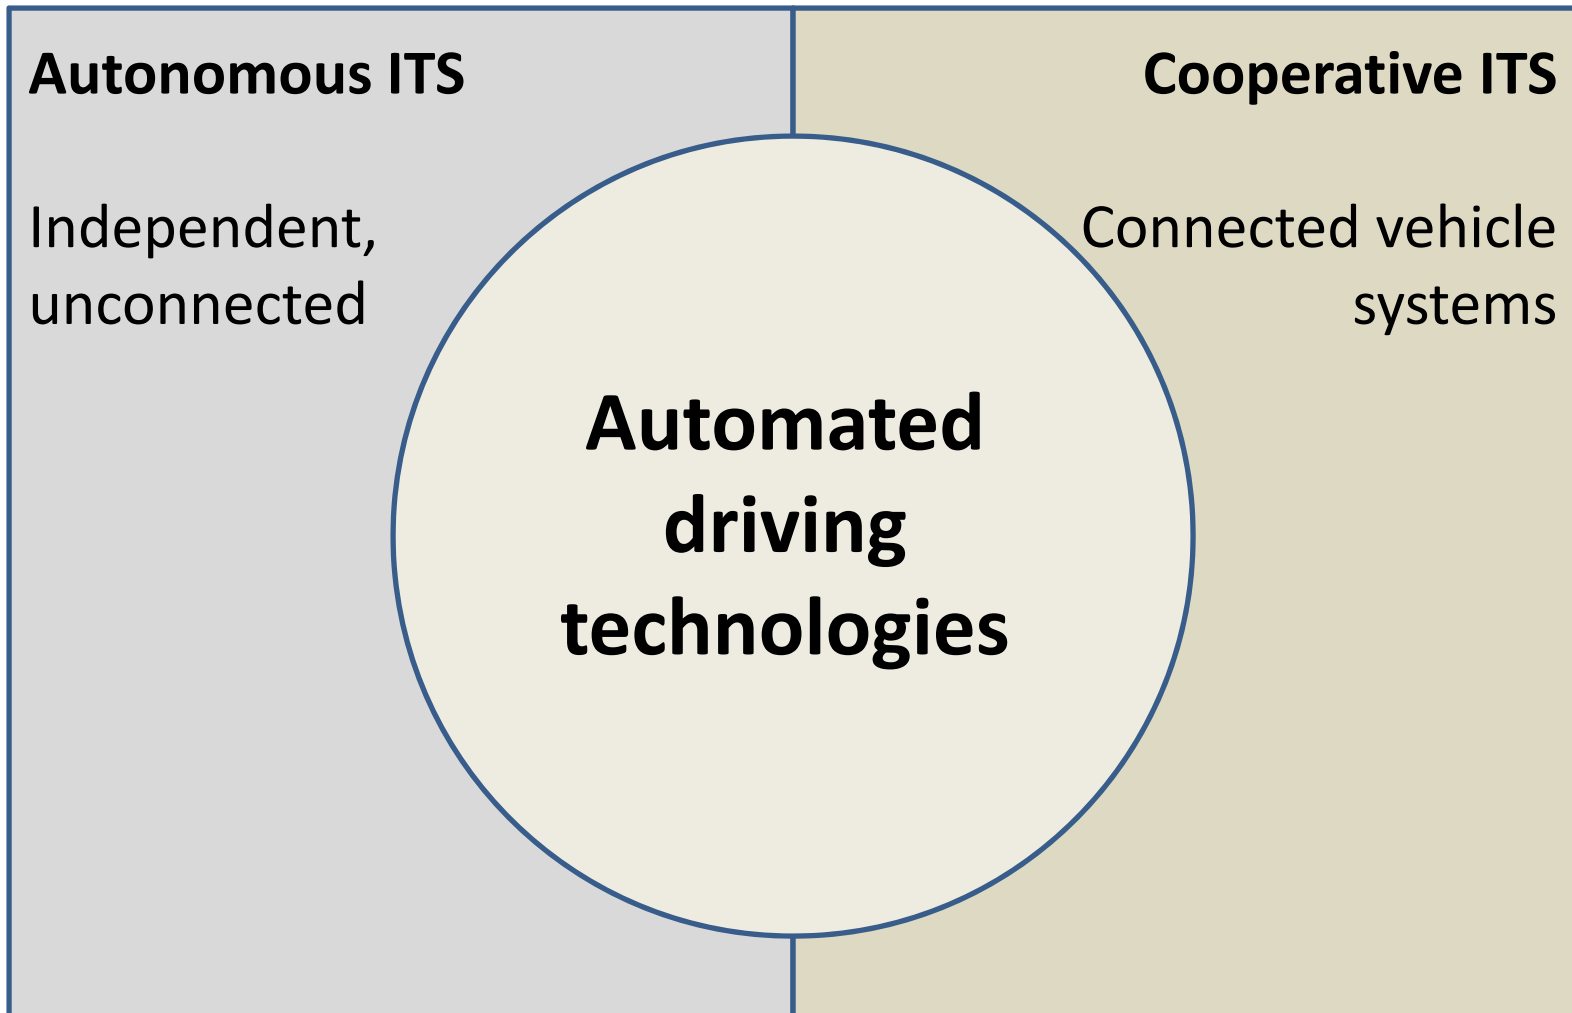 Autonomous ITS
Independent,
unconnected
Cooperative ITS
Connected vehicle
systems
Automated
driving
technologies